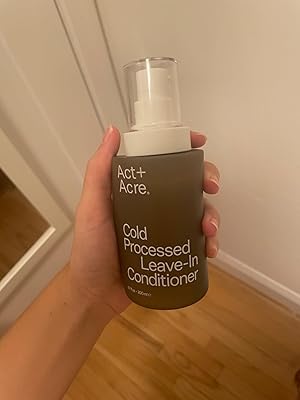 Act+
Acre.
Cold
Processed
Leave-In
Conditioner